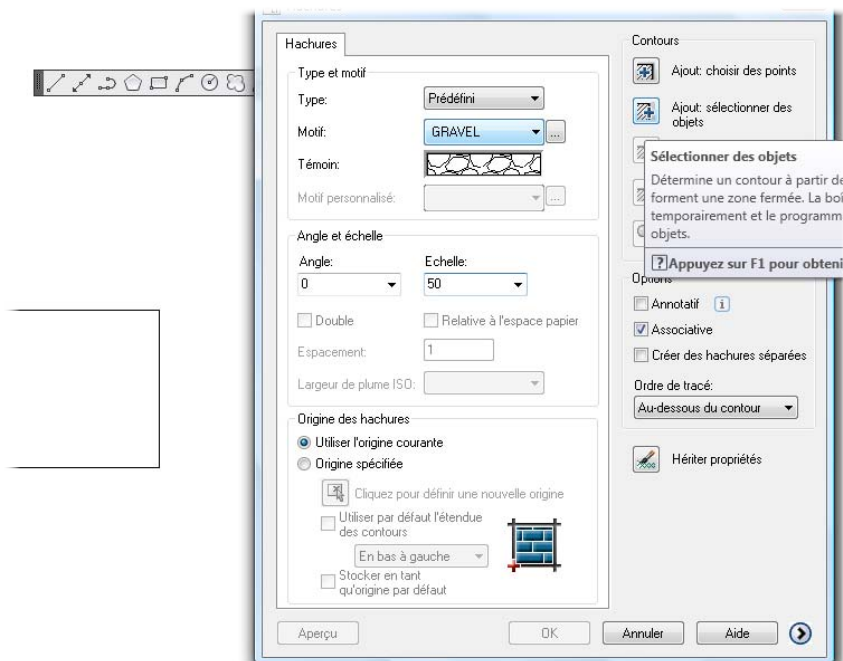 Hachures
Type et motif
Type:
Prédéfini
Motif:
GRAVEL
...
Témoin:
Motif personnalisé:
...
Angle et échelle
Angle:
Echelle:
0
50
Double
Relative à l'espace papier
Espacement:
1
Largeur de plume ISO:
Origine des hachures
Utiliser l'origine courante
Origine spécifiée
Cliquez pour définir une nouvelle origine
Utiliser par défaut l'étendue
des contours
En bas à gauche
Stocker en tant
qu'origine par défaut
Aperçu
OK
Annuler
Aide
Contours
Ajout: choisir des points
Ajout: sélectionner des
objets
Sélectionner des objets
Détermine un contour à partir de
forment une zone fermée. La boî
temporairement et le programm
objets.
? Appuyez sur F1 pour obteni
Options
Annotatif
i
Associative
Créer des hachures séparées
Ordre de tracé:
Au-dessous du contour
Hériter propriétés